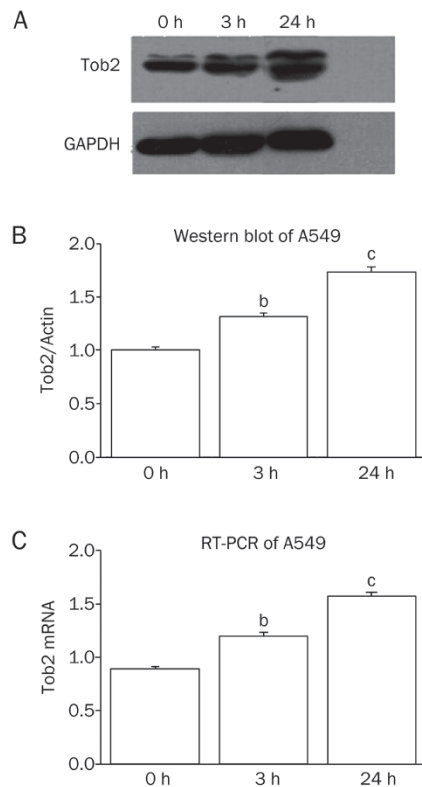 A
0 h 3 h 24 h
Tob2
GAPDH
B
Western blot of A549
Tob2/Actin
2.0
1.5
1.0
0.5
0.0
b
c
0 h 3 h 24 h
C
RT-PCR of A549
Tob2 mRNA
2.0
1.5
1.0
0.5
0.0
b
c
0 h 3 h 24 h